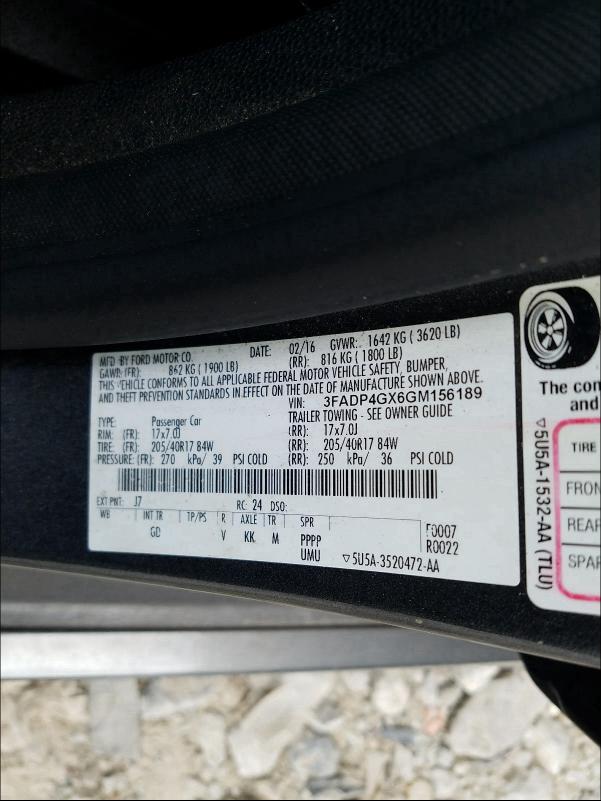 MFD. BY FORD MOTOR CO. DATE: 02/16 GVWR: 1642 KG ( 3620 LB)
GAWR: (FR): 862 KG ( 1900 LB) (RR): 816 KG ( 1800 LB)
THIS VEHICLE CONFORMS TO ALL APPLICABLE FEDERAL MOTOR VEHICLE SAFETY, BUMPER,
AND THEFT PREVENTION STANDARDS IN EFFECT ON THE DATE OF MANUFACTURE SHOWN ABOVE.
VIN: 3FADP4GX6GM156189
TYPE: Passenger Car TRAILER TOWING - SEE OWNER GUIDE
RIM: (FR): 17x7.0J (RR): 17x7.0J
TIRE: (FR): 205/40R17 84W (RR): 205/40R17 84W
PRESSURE: (FR): 270 kPa/ 39 PSI COLD (RR): 250 kPa/ 36 PSI COLD
EXT PNT: J7 RC: 24 DSO:
WB INT TR TP/PS R AXLE TR SPR
GD V KK M PPPP
UMU
F0007
R0022
▽5U5A-3520472-AA
The con
and
TIRE
FRON
REAR
SPAR
▽5U5A-1532-AA (TLU)